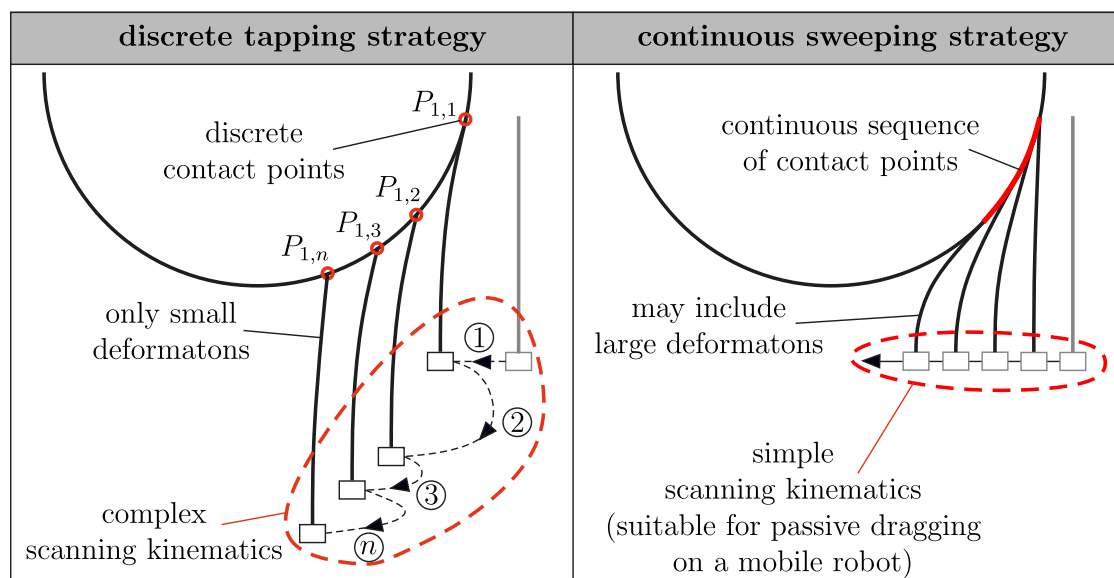 discrete tapping strategy
continuous sweeping strategy
P1,1
discrete
contact points
P1,2
P1,3
P1,n
only small
deformatons
1
2
3
n
complex
scanning kinematics
continuous sequence
of contact points
may include
large deformatons
simple
scanning kinematics
(suitable for passive dragging
on a mobile robot)